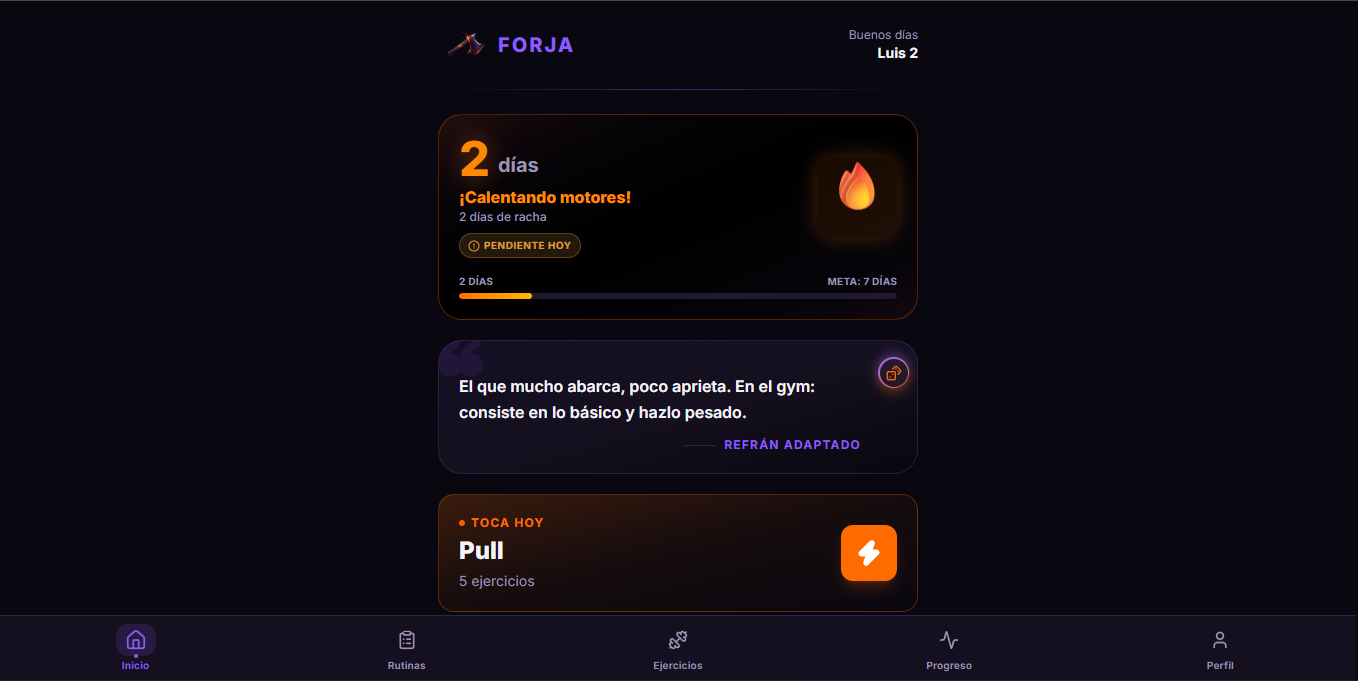 FORJA
Buenos días
Luis 2
2 días
¡Calentando motores!
2 días de racha
PENDIENTE HOY
2 DÍAS
META: 7 DÍAS
“
El que mucho abarca, poco aprieta. En el gym:
consiste en lo básico y hazlo pesado.
REFRÁN ADAPTADO
TOCA HOY
Pull
5 ejercicios
Inicio
Rutinas
Ejercicios
Progreso
Perfil